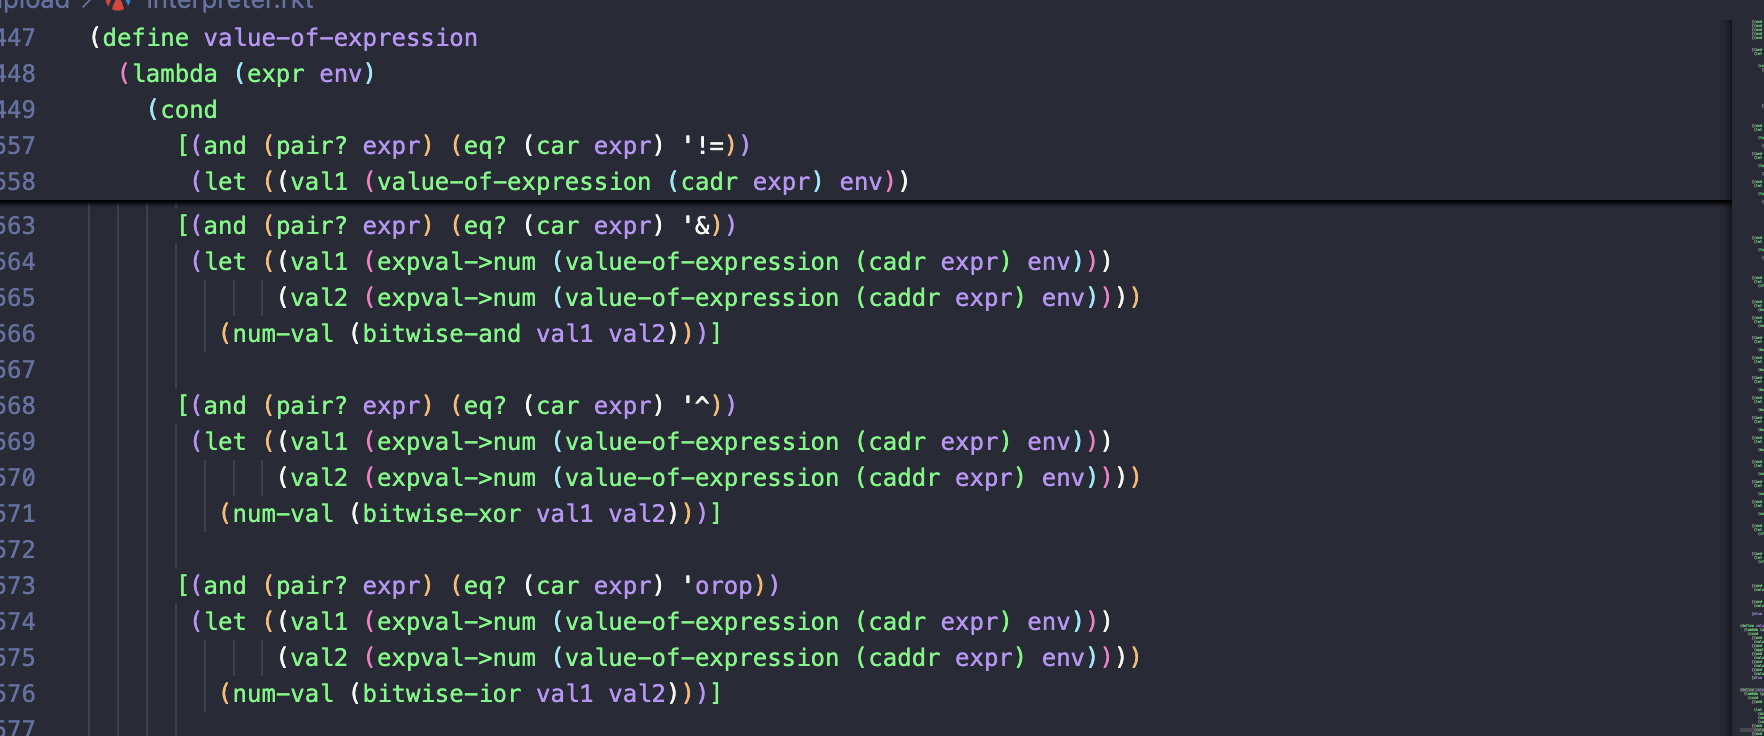 upload > interpreter.rkt
447 (define value-of-expression
448 (lambda (expr env)
449 (cond
557 [(and (pair? expr) (eq? (car expr) '!=))
558 (let ((val1 (value-of-expression (cadr expr) env))
563 [(and (pair? expr) (eq? (car expr) '&))
564 (let ((val1 (expval->num (value-of-expression (cadr expr) env)))
565 (val2 (expval->num (value-of-expression (caddr expr) env))))
566 (num-val (bitwise-and val1 val2)))]
567
568 [(and (pair? expr) (eq? (car expr) '^))
569 (let ((val1 (expval->num (value-of-expression (cadr expr) env)))
570 (val2 (expval->num (value-of-expression (caddr expr) env))))
571 (num-val (bitwise-xor val1 val2)))]
572
573 [(and (pair? expr) (eq? (car expr) 'orop))
574 (let ((val1 (expval->num (value-of-expression (cadr expr) env)))
575 (val2 (expval->num (value-of-expression (caddr expr) env))))
576 (num-val (bitwise-ior val1 val2)))]
577